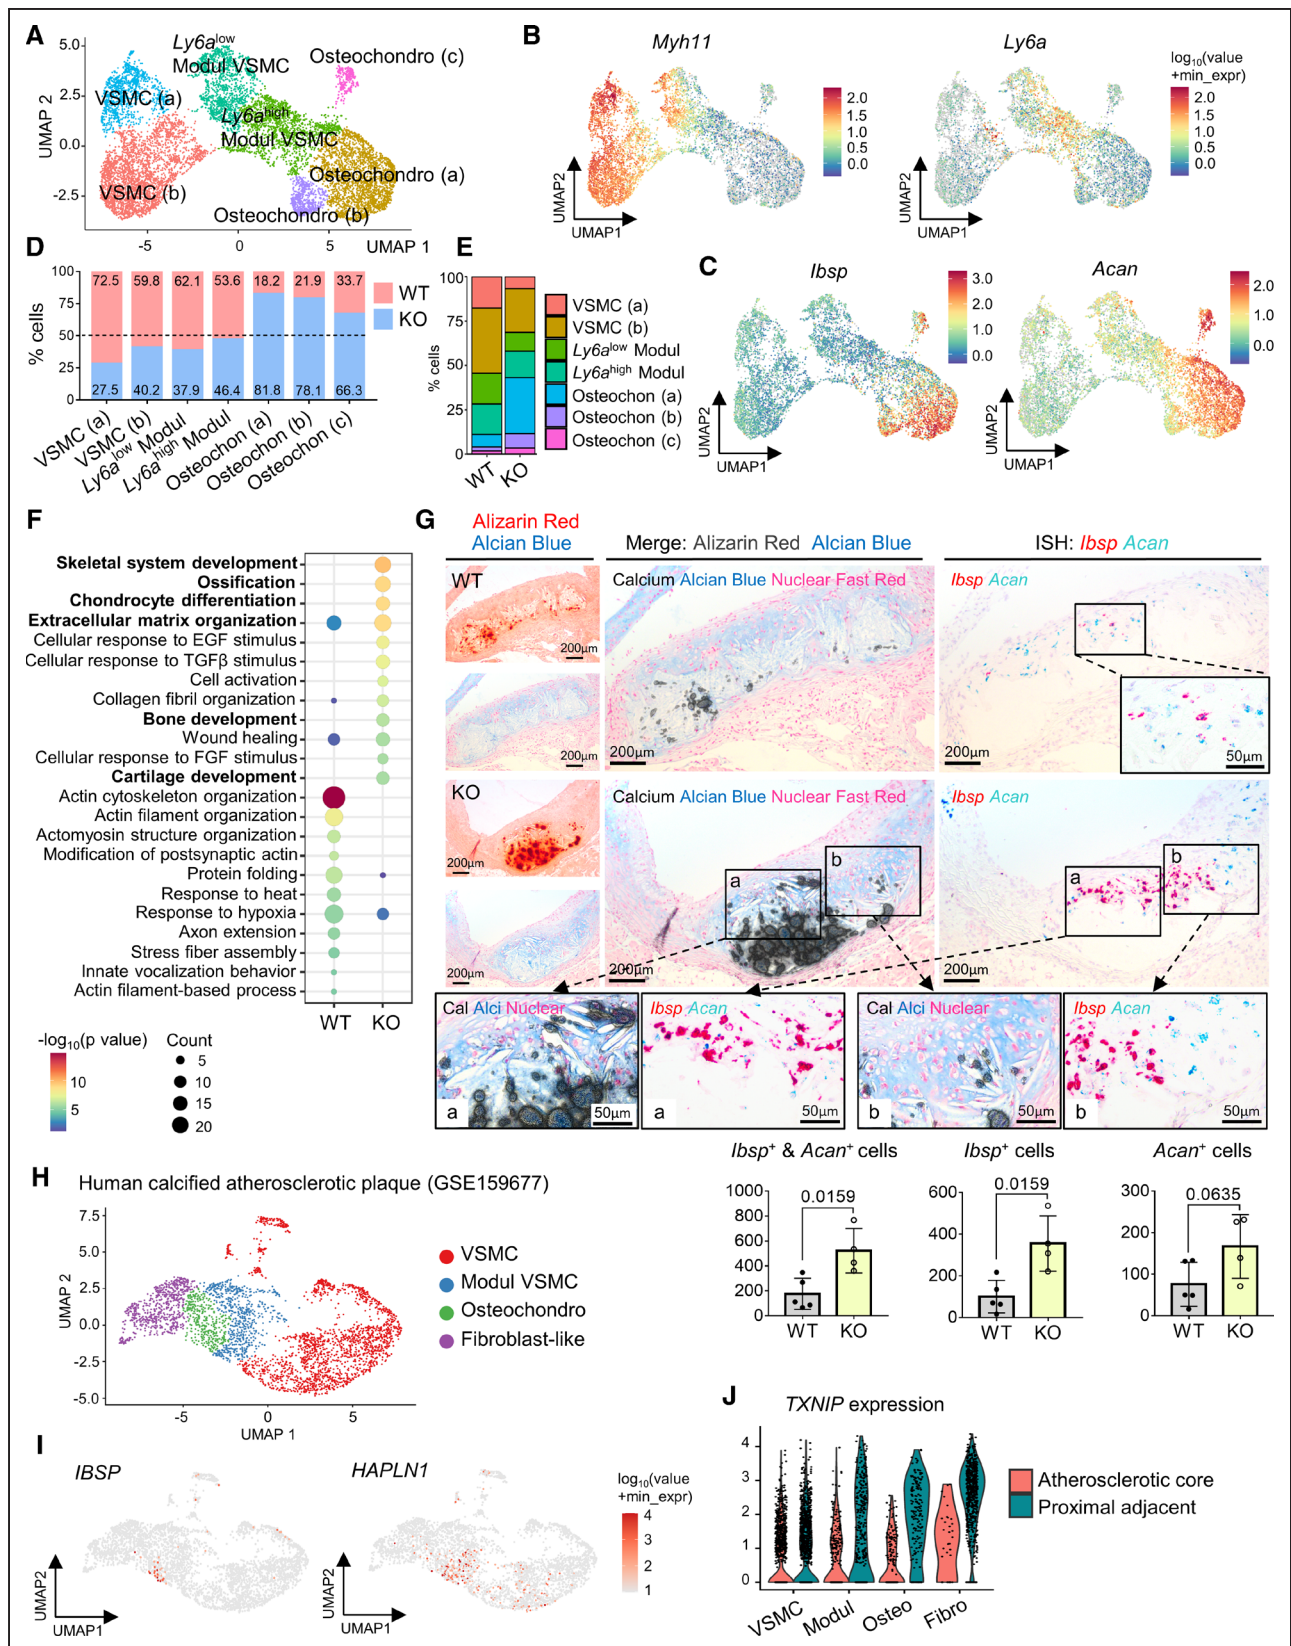 A
Ly6a^low
Modul VSMC
Osteochondro (c)
VSMC (a)
Ly6a^high
Modul VSMC
Osteochondro (a)
VSMC (b)
Osteochondro (b)
UMAP 2
5.0
2.5
0.0
-2.5
-5
0
5
UMAP 1
B
Myh11
Ly6a
log10(value
+min_expr)
2.0
1.5
1.0
0.5
0.0
2.0
1.5
1.0
0.5
0.0
UMAP2
UMAP1
UMAP2
UMAP1
C
Ibsp
Acan
3.0
2.0
1.0
0.0
2.0
1.0
0.0
UMAP2
UMAP1
UMAP2
UMAP1
D
% cells
100
75
50
25
0
72.5 59.8 62.1 53.6 18.2 21.9 33.7
27.5 40.2 37.9 46.4 81.8 78.1 66.3
WT
KO
VSMC (a)
VSMC (b)
Ly6a^low Modul
Ly6a^high Modul
Osteochon (a)
Osteochon (b)
Osteochon (c)
E
% cells
100
75
50
25
0
WT KO
VSMC (a)
VSMC (b)
Ly6a^low Modul
Ly6a^high Modul
Osteochon (a)
Osteochon (b)
Osteochon (c)
F
Skeletal system development
Ossification
Chondrocyte differentiation
Extracellular matrix organization
Cellular response to EGF stimulus
Cellular response to TGFβ stimulus
Cell activation
Collagen fibril organization
Bone development
Wound healing
Cellular response to FGF stimulus
Cartilage development
Actin cytoskeleton organization
Actin filament organization
Actomyosin structure organization
Modification of postsynaptic actin
Protein folding
Response to heat
Response to hypoxia
Axon extension
Stress fiber assembly
Innate vocalization behavior
Actin filament-based process
WT KO
-log10(p value)
10
5
Count
5
10
15
20
G
Alizarin Red
Alcian Blue
Merge: Alizarin Red Alcian Blue
ISH: Ibsp Acan
WT
200µm
200µm
Calcium Alcian Blue Nuclear Fast Red
200µm
Ibsp Acan
200µm
50µm
KO
200µm
200µm
Calcium Alcian Blue Nuclear Fast Red
a
b
200µm
Ibsp Acan
a
b
200µm
Cal Alci Nuclear
a
50µm
Ibsp Acan
a
50µm
Cal Alci Nuclear
b
50µm
Ibsp Acan
b
50µm
Ibsp+ & Acan+ cells
1000
800
600
400
200
0
0.0159
WT KO
Ibsp+ cells
600
400
200
0
0.0159
WT KO
Acan+ cells
300
200
100
0
0.0635
WT KO
H
Human calcified atherosclerotic plaque (GSE159677)
UMAP 2
7.5
5.0
2.5
0.0
-2.5
-5.0
-5
0
5
UMAP 1
VSMC
Modul VSMC
Osteochondro
Fibroblast-like
I
IBSP
HAPLN1
log10(value
+min_expr)
4
3
2
1
UMAP2
UMAP1
UMAP2
UMAP1
J
TXNIP expression
4
3
2
1
0
VSMC
Modul
Osteo
Fibro
Atherosclerotic core
Proximal adjacent